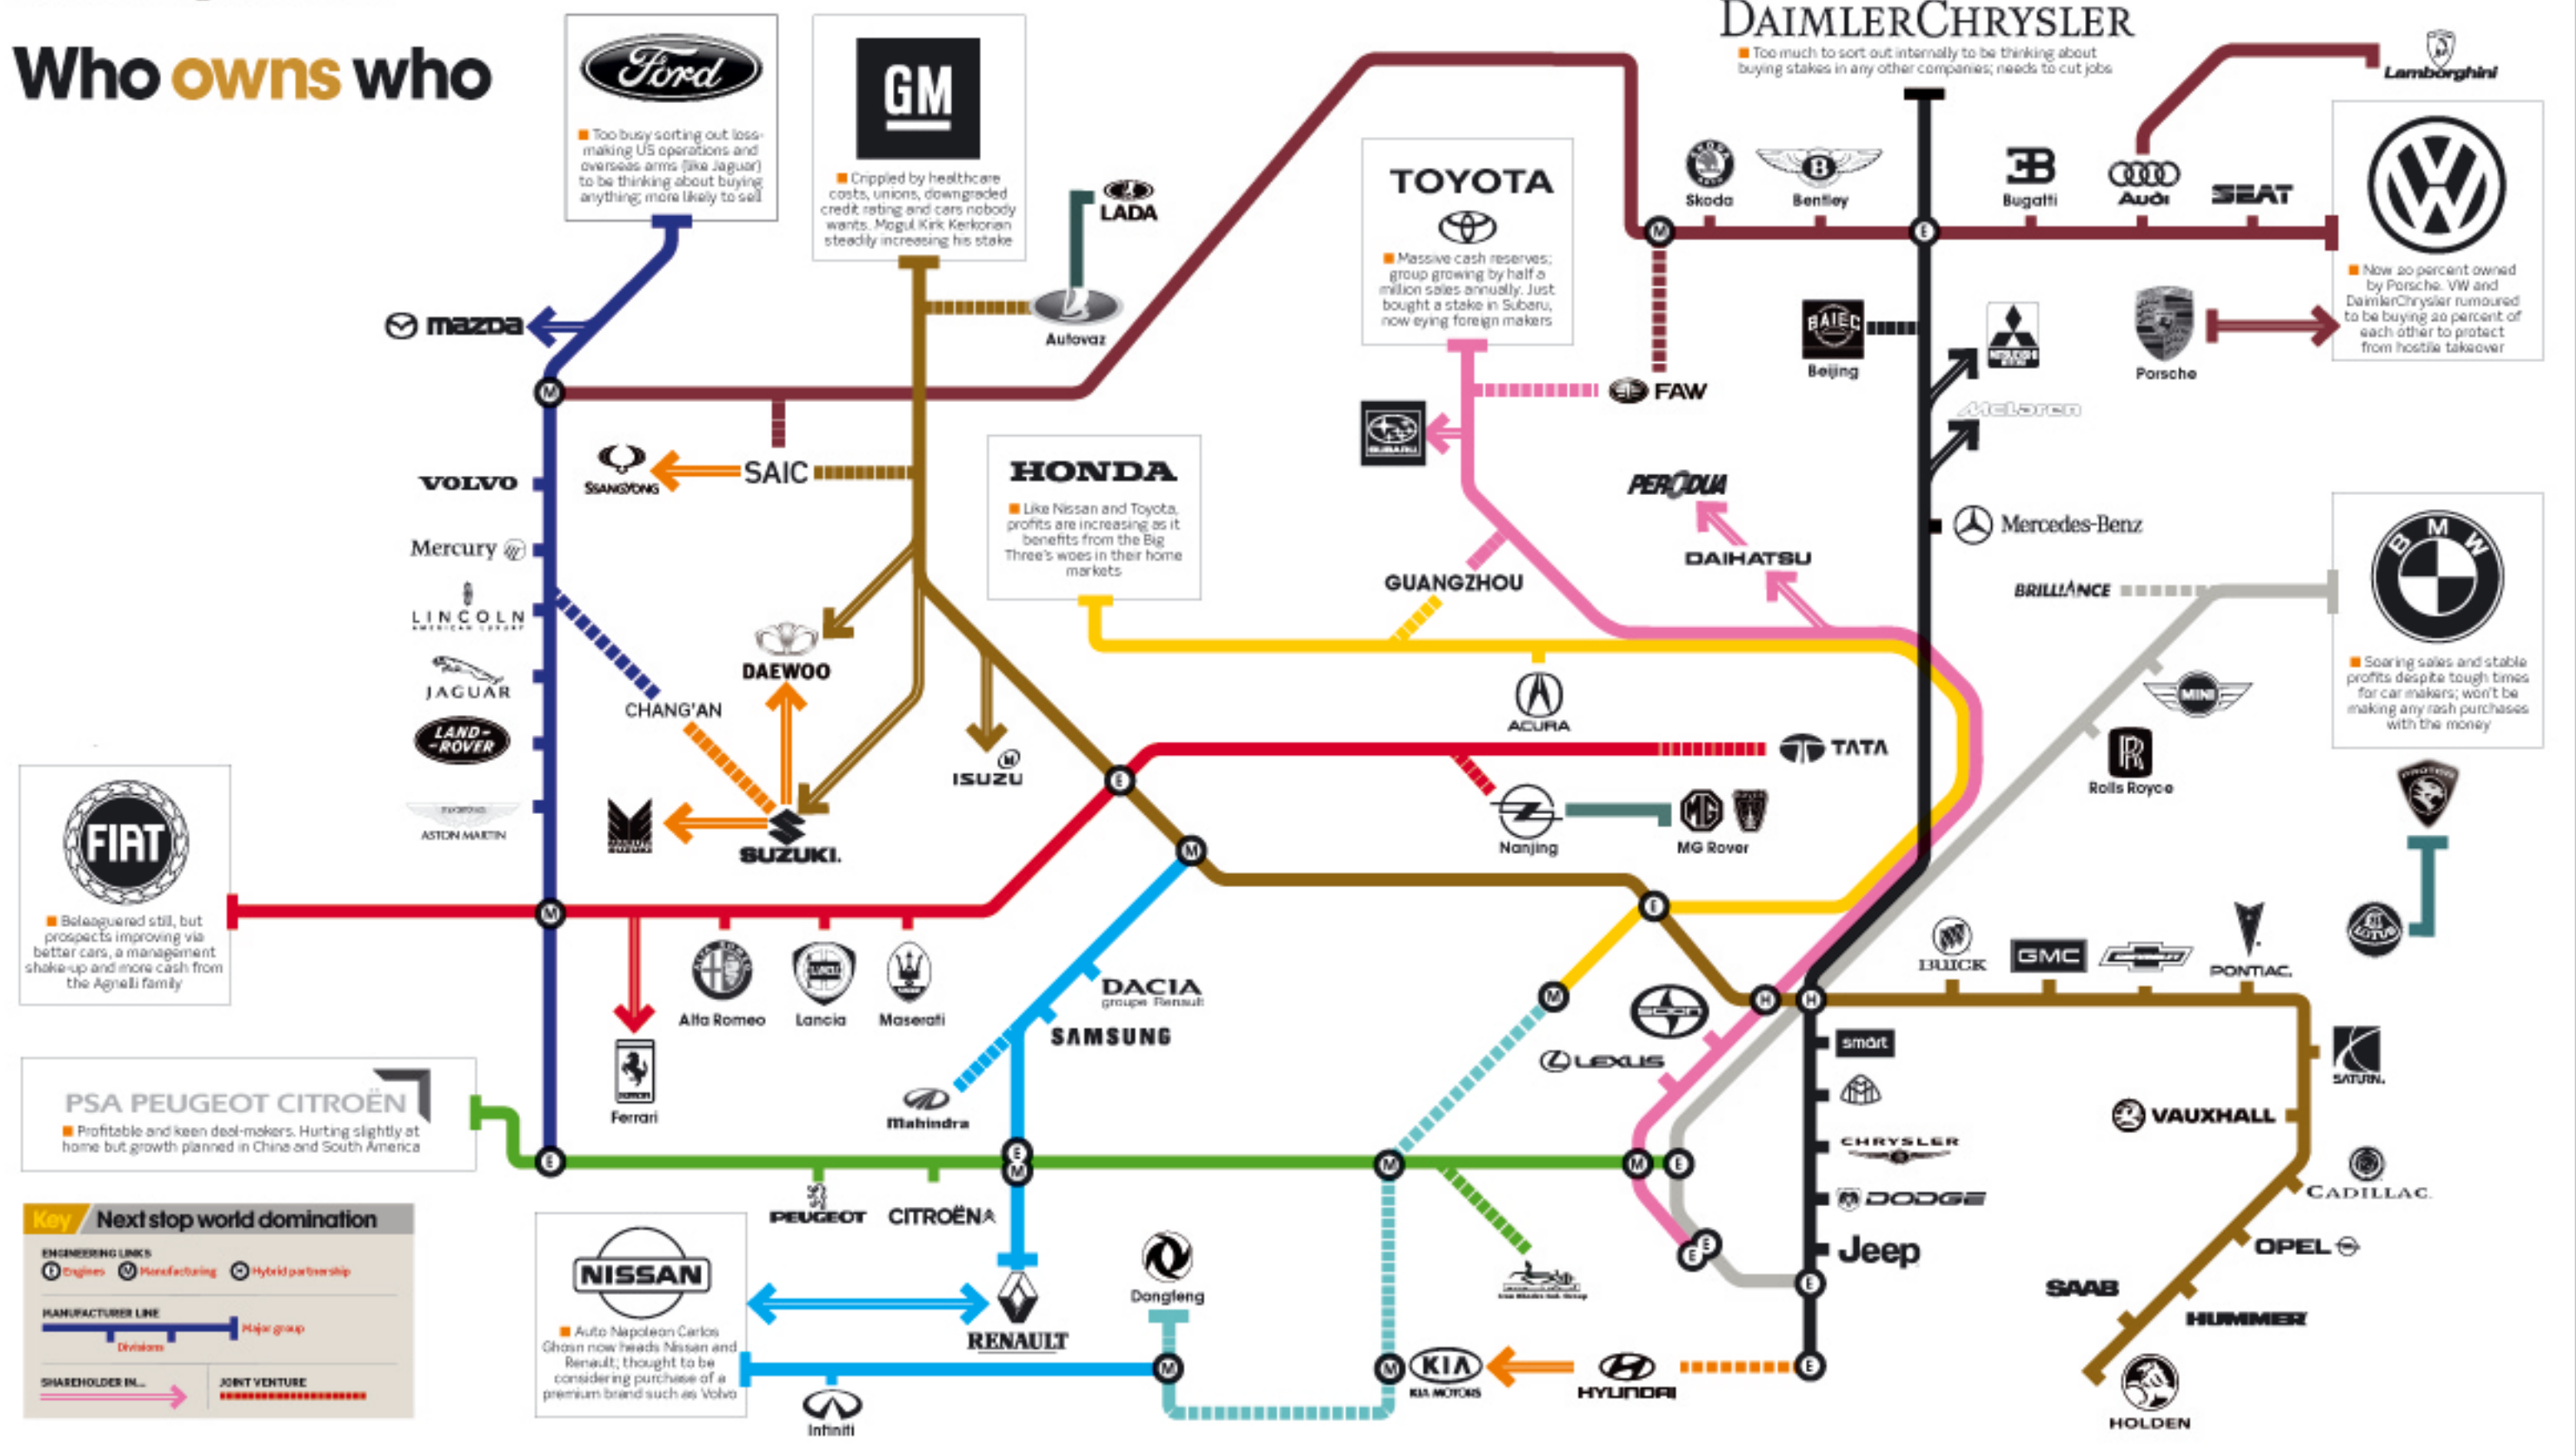 Who owns who
Ford
Too busy sorting out loss-
making US operations and
overseas arms (like Jaguar)
to be thinking about buying
anything; more likely to sell
GM
Crippled by healthcare
costs, unions, downgraded
credit rating and cars nobody
wants. Mogul Kirk Kerkorian
steadily increasing his stake
LADA
Autovaz
TOYOTA
Massive cash reserves;
group growing by half a
million sales annually. Just
bought a stake in Subaru,
now eying foreign makers
DAIMLERCHRYSLER
Too much to sort out internally to be thinking about
buying stakes in any other companies; needs to cut jobs
Lamborghini
Skoda
Bentley
Bugatti
Audi
SEAT
Now 20 percent owned
by Porsche. VW and
DaimlerChrysler rumoured
to be buying 20 percent of
each other to protect
from hostile takeover
mazda
M
M
E
BAIEC
Beijing
MITSUBISHI
Porsche
McLaren
SUBARU
FAW
VOLVO
SSANGYONG
SAIC
HONDA
Like Nissan and Toyota,
profits are increasing as it
benefits from the Big
Three's woes in their home
markets
PERODUA
Mercedes-Benz
Mercury
DAIHATSU
GUANGZHOU
BRILLIANCE
BMW
Soaring sales and stable
profits despite tough times
for car makers; won't be
making any rash purchases
with the money
LINCOLN
AMERICAN LUXURY
JAGUAR
DAEWOO
CHANG'AN
ACURA
MINI
LAND-
-ROVER
ISUZU
E
TATA
Rolls Royce
PROTON
ASTON MARTIN
SUZUKI.
M
Nanjing
MG
MG Rover
FIAT
Beleaguered still, but
prospects improving via
better cars, a management
shake-up and more cash from
the Agnelli family
M
E
LOTUS
Alfa Romeo
Lancia
Maserati
Ferrari
DACIA
groupe Renault
SAMSUNG
Mahindra
M
SCION
LEXUS
H
H
BUICK
GMC
CHEVROLET
PONTIAC.
smart
SATURN.
VAUXHALL
CHRYSLER
CADILLAC
DODGE
Jeep
OPEL
SAAB
HUMMER
HOLDEN
PSA PEUGEOT CITROËN
Profitable and keen deal-makers. Hurting slightly at
home but growth planned in China and South America
E
E
M
M
M
E
PEUGEOT
CITROËN
E
E
E
Key
Next stop world domination
ENGINEERING LINKS
E Engines
M Manufacturing
H Hybrid partnership
MANUFACTURER LINE
Major group
Divisions
SHAREHOLDER IN...
JOINT VENTURE
NISSAN
Auto Napoleon Carlos
Ghosn now heads Nissan and
Renault; thought to be
considering purchase of a
premium brand such as Volvo
RENAULT
Infiniti
Dongfeng
M
M
KIA
KIA MOTORS
HYUNDAI
E